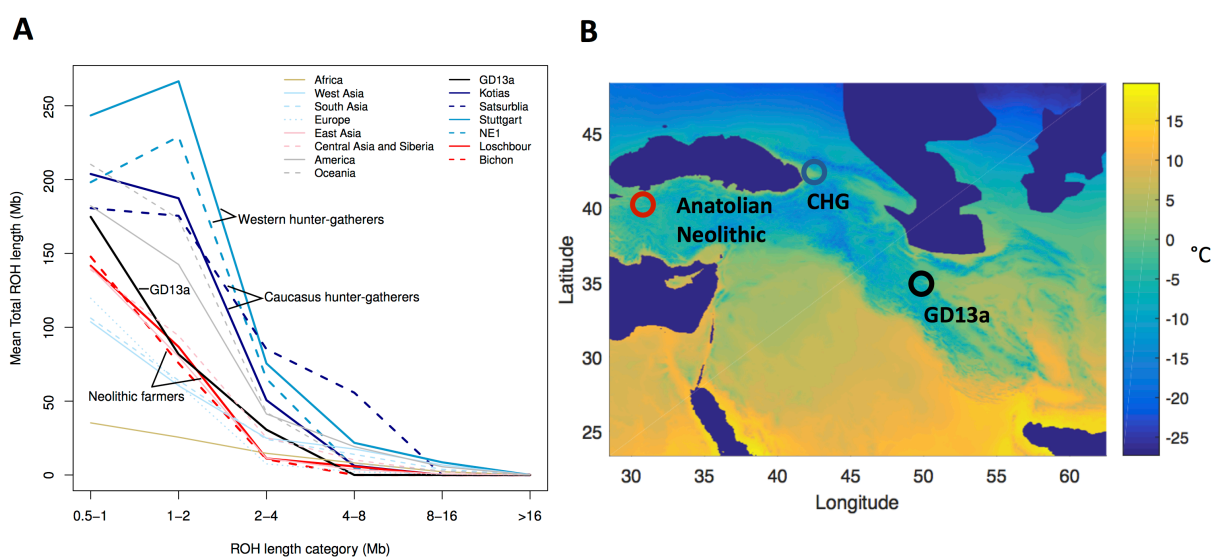 A
Mean Total ROH length (Mb)
250
200
150
100
50
0
Africa
West Asia
South Asia
Europe
East Asia
Central Asia and Siberia
America
Oceania
GD13a
Kotias
Satsurblia
Stuttgart
NE1
Loschbour
Bichon
Western hunter-gatherers
GD13a
Caucasus hunter-gatherers
Neolithic farmers
0.5–1
1–2
2–4
4–8
8–16
>16
ROH length category (Mb)
B
Latitude
45
40
35
30
25
Anatolian
Neolithic
CHG
GD13a
30
35
40
45
50
55
60
Longitude
15
10
5
0
-5
-10
-15
-20
-25
°C